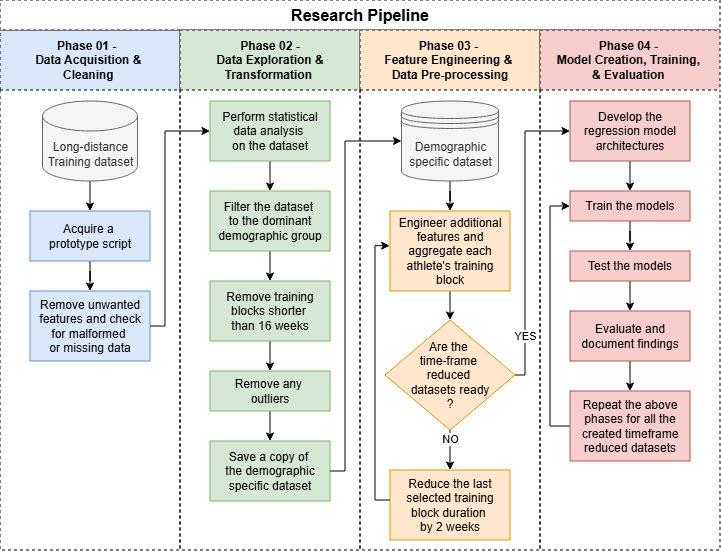 Research Pipeline
Phase 01 -
Data Acquisition &
Cleaning
Long-distance
Training dataset
Acquire a
prototype script
Remove unwanted
features and check
for malformed
or missing data
Phase 02 -
Data Exploration &
Transformation
Perform statistical
data analysis
on the dataset
Filter the dataset
to the dominant
demographic group
Remove training
blocks shorter
than 16 weeks
Remove any
outliers
Save a copy of
the demographic
specific dataset
Phase 03 -
Feature Engineering &
Data Pre-processing
Demographic
specific dataset
Engineer additional
features and
aggregate each
athlete's training
block
Are the
time-frame
reduced
datasets ready
?
YES
NO
Reduce the last
selected training
block duration
by 2 weeks
Phase 04 -
Model Creation, Training,
& Evaluation
Develop the
regression model
architectures
Train the models
Test the models
Evaluate and
document findings
Repeat the above
phases for all the
created timeframe
reduced datasets